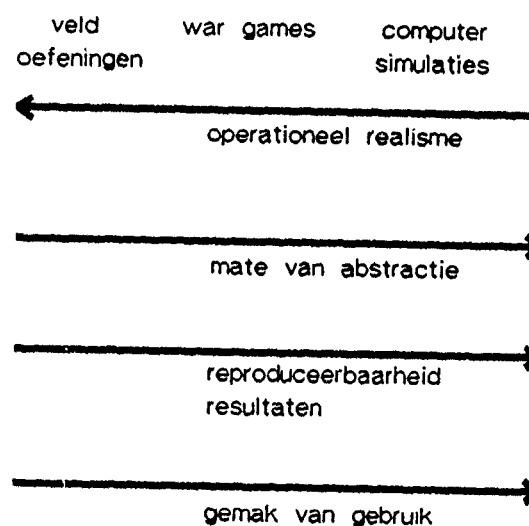 veld war games computer
oefeningen simulaties
operationeel realisme
mate van abstractie
reproduceerbaarheid
resultaten
gemak van gebruik